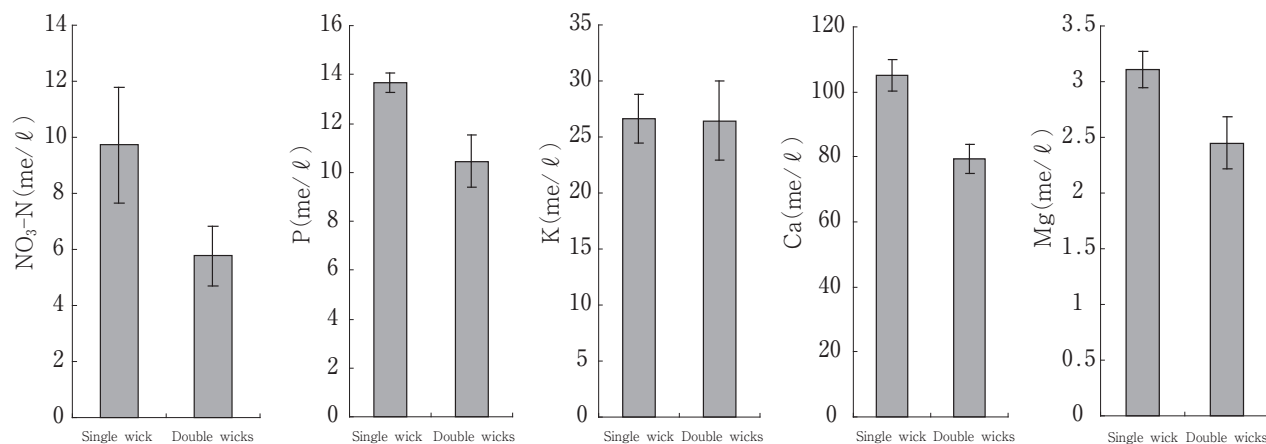 NO₃-N(me/ℓ)
14
12
10
8
6
4
2
0
Single wick
Double wicks
P(me/ℓ)
16
14
12
10
8
6
4
2
0
Single wick
Double wicks
K(me/ℓ)
35
30
25
20
15
10
5
0
Single wick
Double wicks
Ca(me/ℓ)
120
100
80
60
40
20
0
Single wick
Double wicks
Mg(me/ℓ)
3.5
3
2.5
2
1.5
1
0.5
0
Single wick
Double wicks